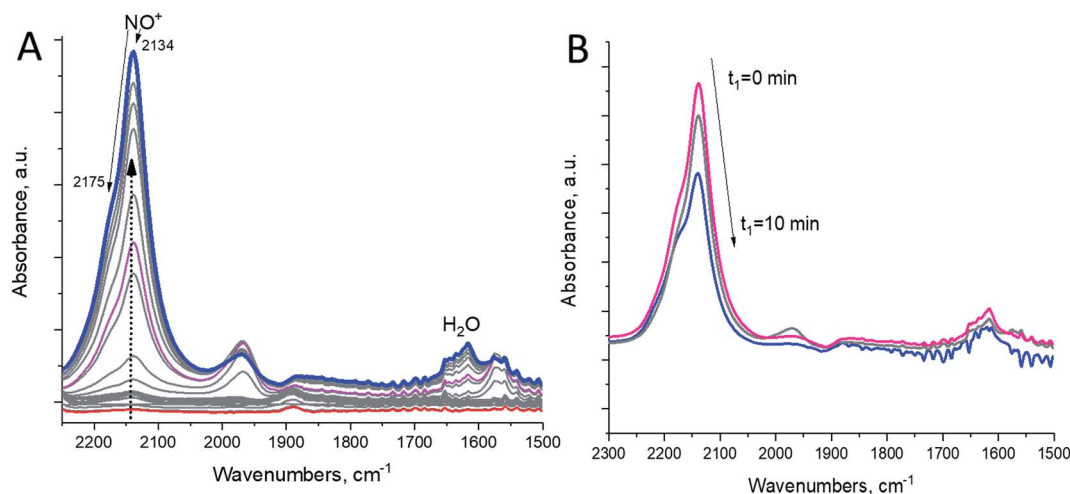 A
NO⁺
2134
2175
H₂O
Absorbance, a.u.
2200 2100 2000 1900 1800 1700 1600 1500
Wavenumbers, cm⁻¹
B
t₁=0 min
t₁=10 min
Absorbance, a.u.
2300 2200 2100 2000 1900 1800 1700 1600 1500
Wavenumbers, cm⁻¹